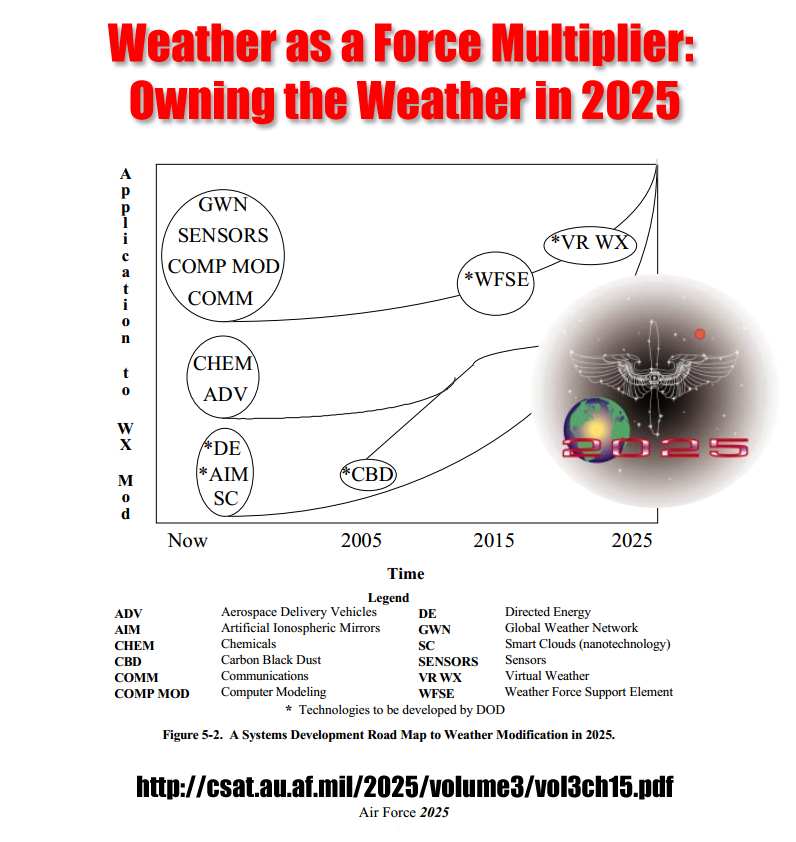 Weather as a Force Multiplier:
Owning the Weather in 2025
Application to WX Mod
GWN
SENSORS
COMP MOD
COMM
*WFSE
*VR WX
CHEM
ADV
*DE
*AIM
SC
*CBD
2025
Now 2005 2015 2025
Time
Legend
ADV Aerospace Delivery Vehicles DE Directed Energy
AIM Artificial Ionospheric Mirrors GWN Global Weather Network
CHEM Chemicals SC Smart Clouds (nanotechnology)
CBD Carbon Black Dust SENSORS Sensors
COMM Communications VR WX Virtual Weather
COMP MOD Computer Modeling WFSE Weather Force Support Element
* Technologies to be developed by DOD
Figure 5-2. A Systems Development Road Map to Weather Modification in 2025.
http://csat.au.af.mil/2025/volume3/vol3ch15.pdf
Air Force 2025